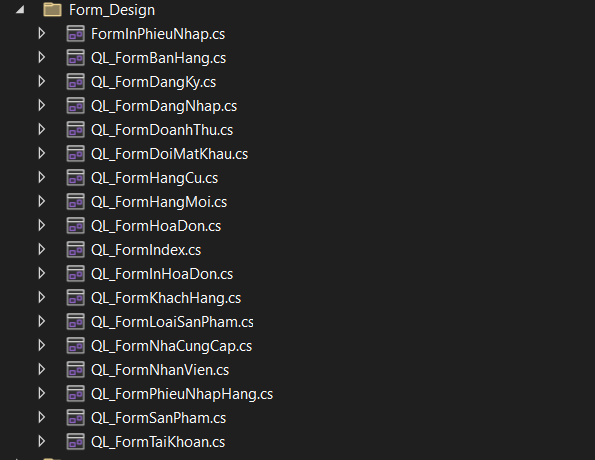 Form_Design
FormInPhieuNhap.cs
QL_FormBanHang.cs
QL_FormDangKy.cs
QL_FormDangNhap.cs
QL_FormDoanhThu.cs
QL_FormDoiMatKhau.cs
QL_FormHangCu.cs
QL_FormHangMoi.cs
QL_FormHoaDon.cs
QL_FormIndex.cs
QL_FormInHoaDon.cs
QL_FormKhachHang.cs
QL_FormLoaiSanPham.cs
QL_FormNhaCungCap.cs
QL_FormNhanVien.cs
QL_FormPhieuNhapHang.cs
QL_FormSanPham.cs
QL_FormTaiKhoan.cs